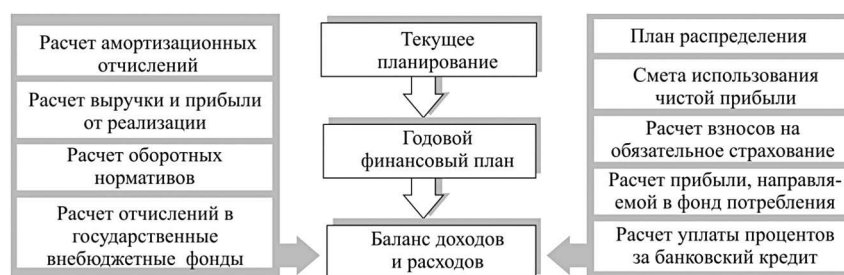 Расчет амортизационных
отчислений
Расчет выручки и прибыли
от реализации
Расчет оборотных
нормативов
Расчет отчислений в
государственные
внебюджетные фонды
Текущее
планирование
Годовой
финансовый план
Баланс доходов
и расходов
План распределения
Смета использования
чистой прибыли
Расчет взносов на
обязательное страхование
Расчет прибыли, направля-
емой в фонд потребления
Расчет уплаты процентов
за банковский кредит